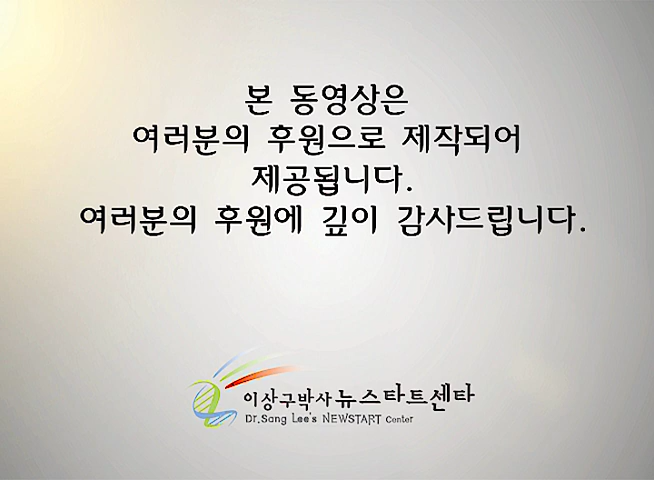 본 동영상은
여러분의 후원으로 제작되어
제공됩니다.
여러분의 후원에 깊이 감사드립니다.
이상구박사 뉴스타트센타
Dr.Sang Lee's NEWSTART Center